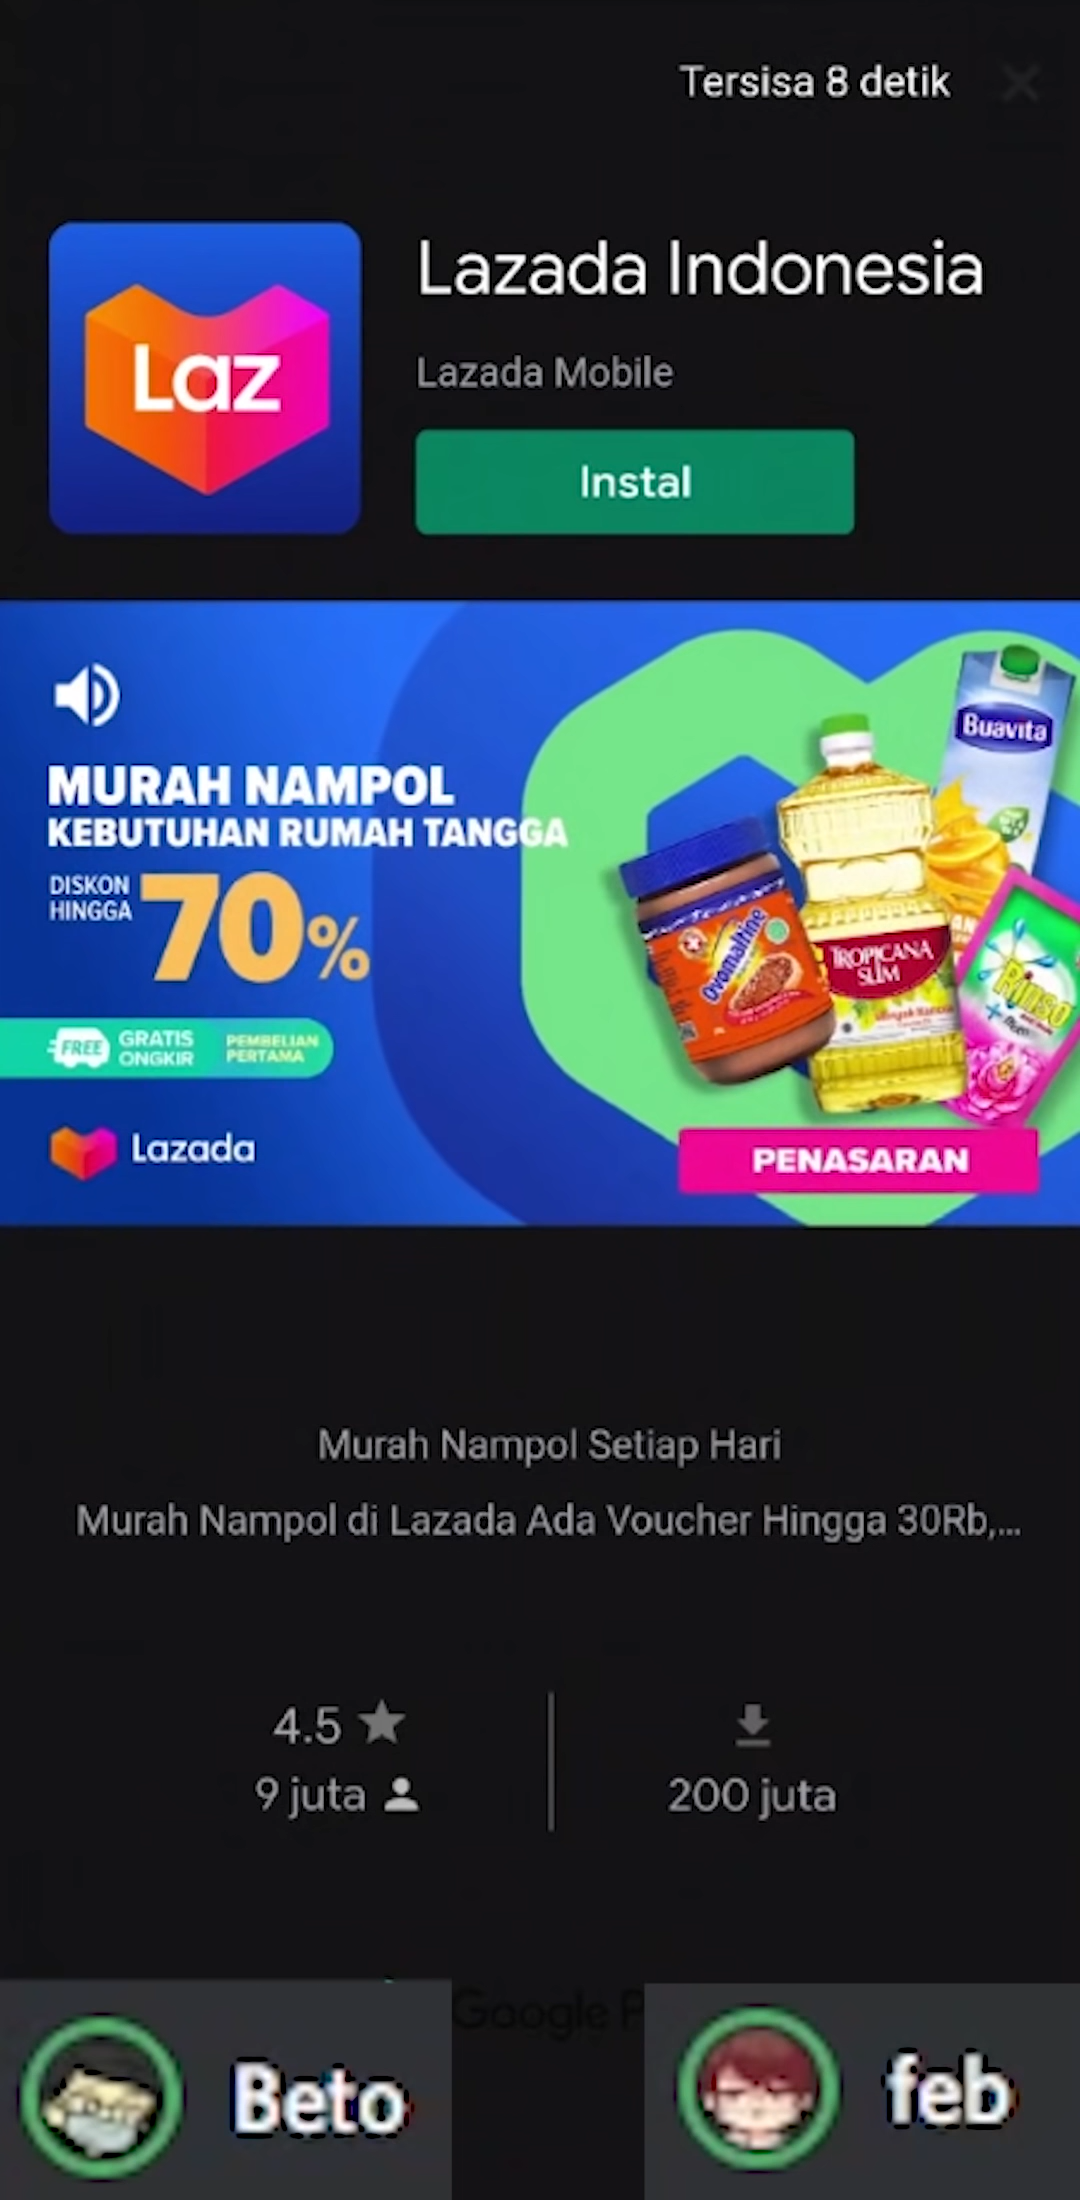 Tersisa 8 detik
Laz
Lazada Indonesia
Lazada Mobile
Instal
MURAH NAMPOL
KEBUTUHAN RUMAH TANGGA
DISKON
HINGGA
70%
FREE
GRATIS
ONGKIR
PEMBELIAN
PERTAMA
Lazada
Buavita
Ovomaltine
TROPICANA
SLIM
Rinso
PENASARAN
Murah Nampol Setiap Hari
Murah Nampol di Lazada Ada Voucher Hingga 30Rb,...
4.5
9 juta
200 juta
Google P
Beto
feb